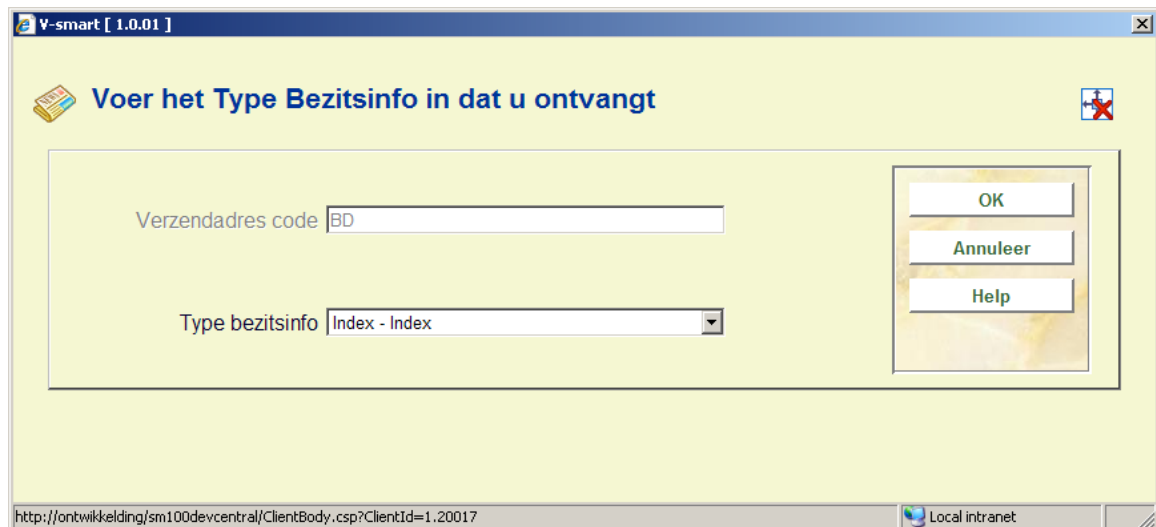 V-smart [ 1.0.01 ]
Voer het Type Bezitsinfo in dat u ontvangt
Verzendadres code BD
Type bezitsinfo Index - Index
OK
Annuleer
Help
http://ontwikkelding/sm100devcentral/ClientBody.csp?ClientId=1.20017
Local intranet